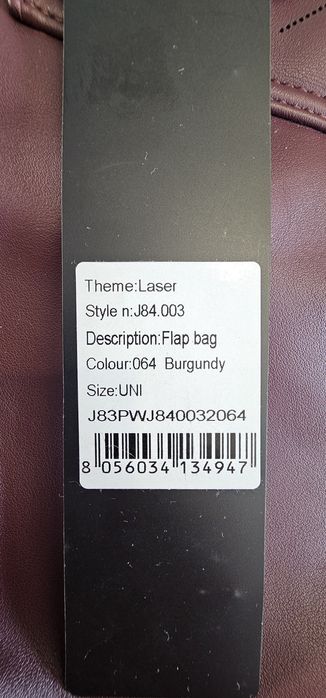 Theme:Laser
Style n:J84.003
Description:Flap bag
Colour:064 Burgundy
Size:UNI
J83PWJ840032064
8 056034 134947